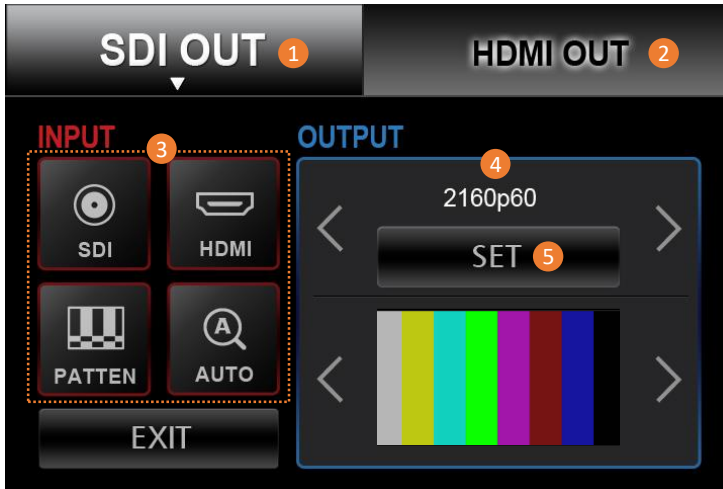 SDI OUT 1
HDMI OUT 2
INPUT
3
OUTPUT
4
2160p60
SDI
HDMI
SET 5
PATTEN
A
AUTO
EXIT